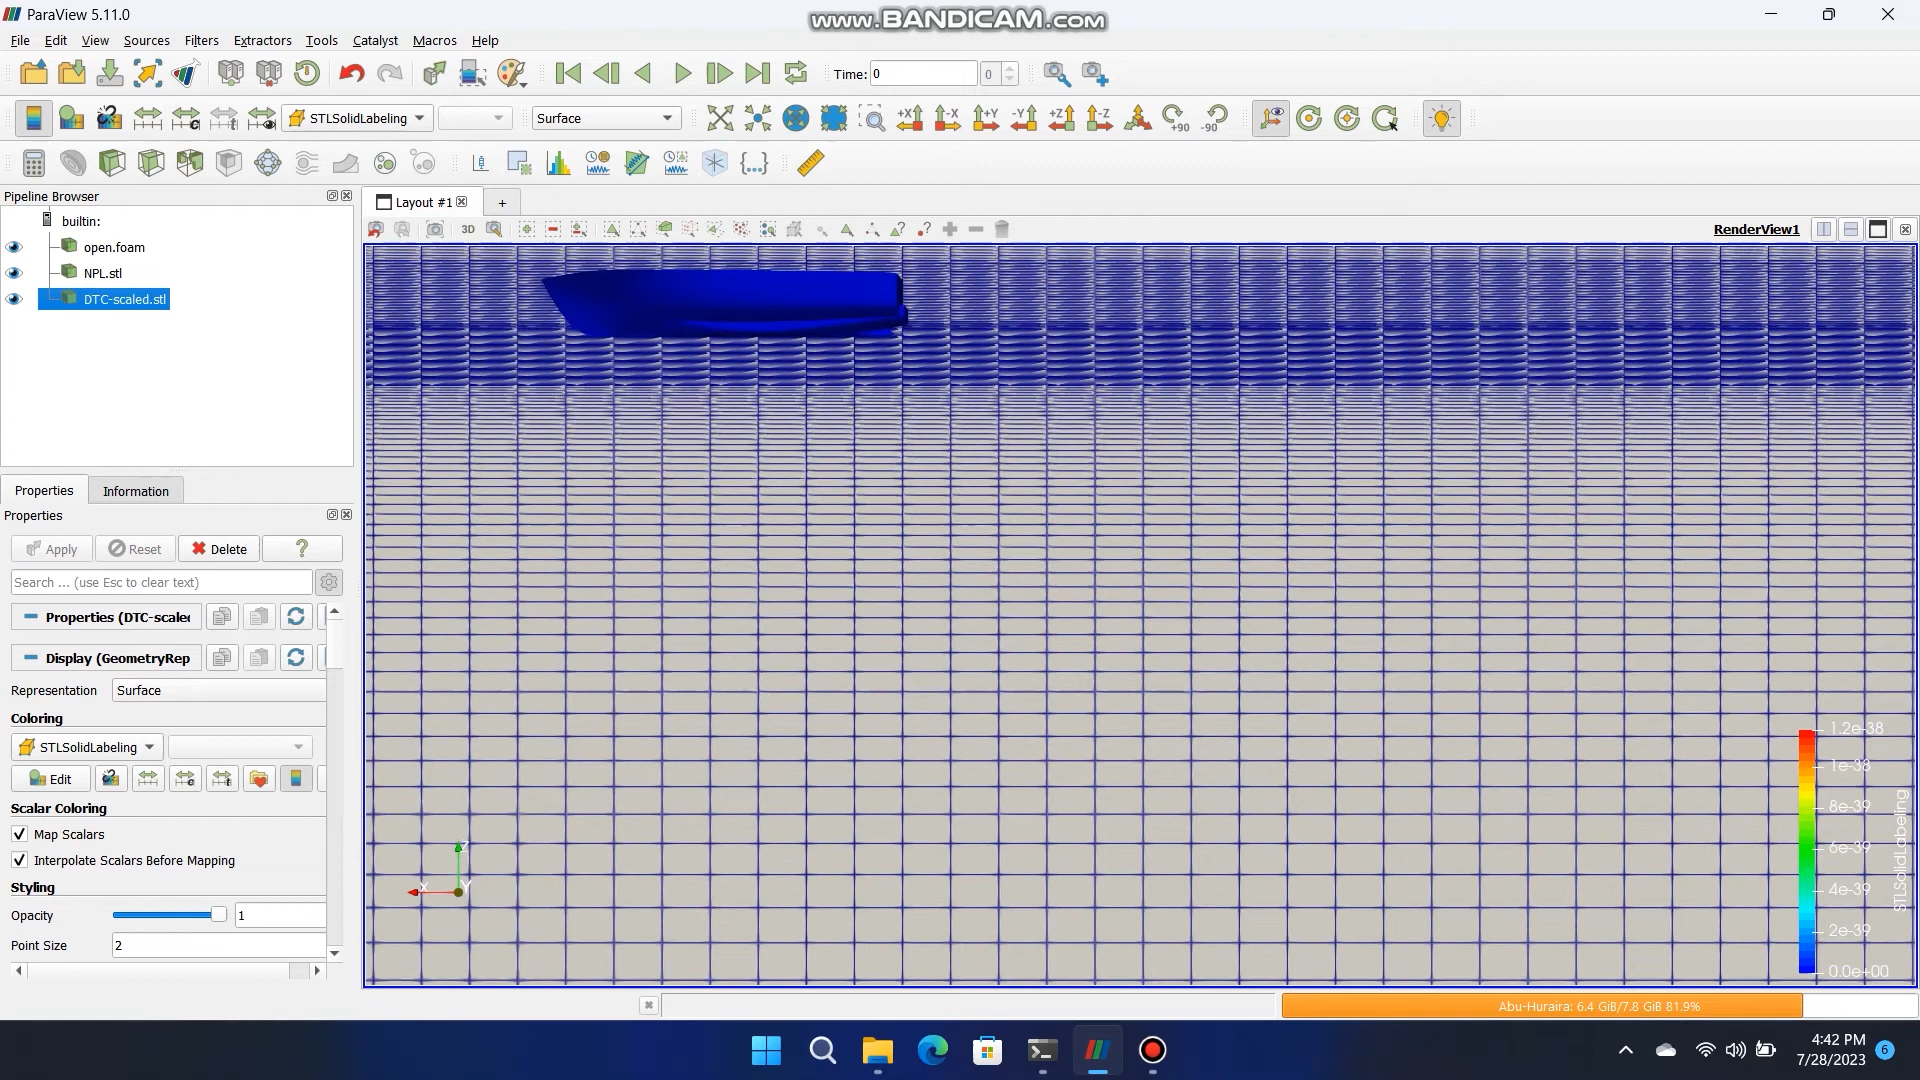 ParaView 5.11.0
www.BANDICAM.com
File Edit View Sources Filters Extractors Tools Catalyst Macros Help
Time: 0 0
STLSolidLabeling Surface +X -X +Y -Y +Z -Z +90 -90
Pipeline Browser
Layout #1 +
3D RenderView1
builtin:
open.foam
NPL.stl
DTC-scaled.stl
Properties Information
Properties
Apply Reset Delete ?
Search ... (use Esc to clear text)
Properties (DTC-scaled
Display (GeometryRep
Representation Surface
Coloring
STLSolidLabeling
Edit
Scalar Coloring
Map Scalars
Interpolate Scalars Before Mapping
Styling
Opacity 1
Point Size 2
Z
X Y
1.2e-38
1e-38
8e-39
6e-39
4e-39
2e-39
0.0e+00
STLSolidLabeling
Abu-Huraira: 6.4 GiB/7.8 GiB 81.9%
4:42 PM
7/28/2023
6